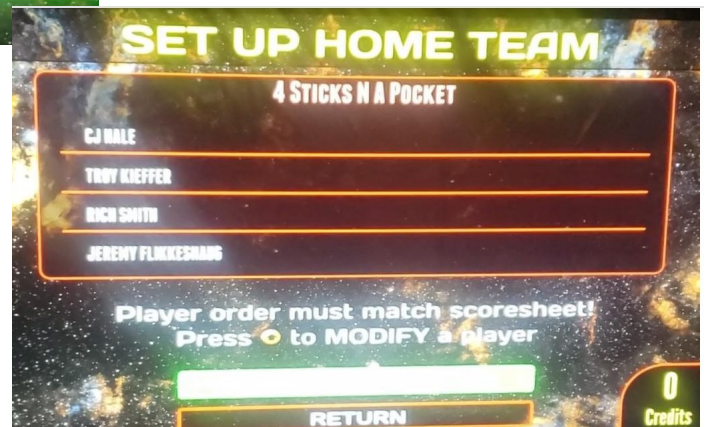 SET UP HOME TEAM
4 STICKS N A POCKET
CJ HALE
TROY KIEFFER
RICH SMITH
JEREMY FLIKKESHAUG
Player order must match scoresheet!
Press to MODIFY a player
RETURN
0
Credits